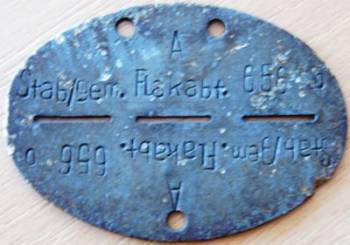 A
Stab/gem. Flakabt. 656 o
Stab/gem. Flakabt. 656 o
A